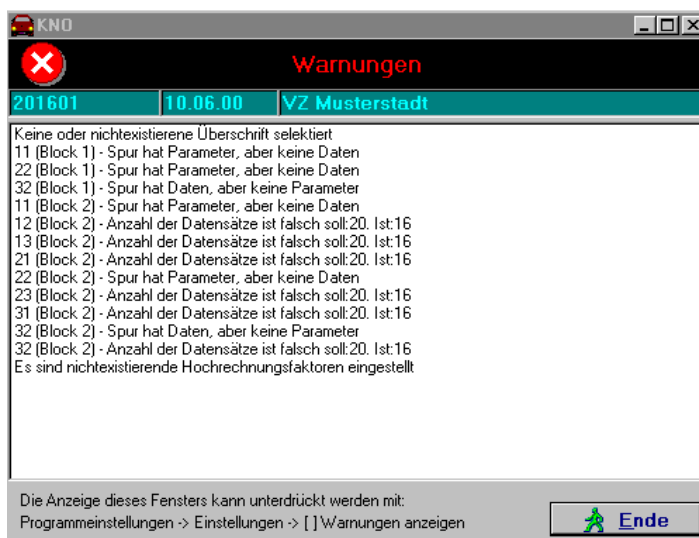 KNO
Warnungen
201601 10.06.00 VZ Musterstadt
Keine oder nichtexistierene Überschrift selektiert
11 (Block 1) - Spur hat Parameter, aber keine Daten
22 (Block 1) - Spur hat Parameter, aber keine Daten
32 (Block 1) - Spur hat Daten, aber keine Parameter
11 (Block 2) - Spur hat Parameter, aber keine Daten
12 (Block 2) - Anzahl der Datensätze ist falsch soll:20. Ist:16
13 (Block 2) - Anzahl der Datensätze ist falsch soll:20. Ist:16
21 (Block 2) - Anzahl der Datensätze ist falsch soll:20. Ist:16
22 (Block 2) - Spur hat Parameter, aber keine Daten
23 (Block 2) - Anzahl der Datensätze ist falsch soll:20. Ist:16
31 (Block 2) - Anzahl der Datensätze ist falsch soll:20. Ist:16
32 (Block 2) - Spur hat Daten, aber keine Parameter
32 (Block 2) - Anzahl der Datensätze ist falsch soll:20. Ist:16
Es sind nichtexistierende Hochrechnungsfaktoren eingestellt
Die Anzeige dieses Fensters kann unterdrückt werden mit:
Programmeinstellungen -> Einstellungen -> [ ] Warnungen anzeigen
Ende